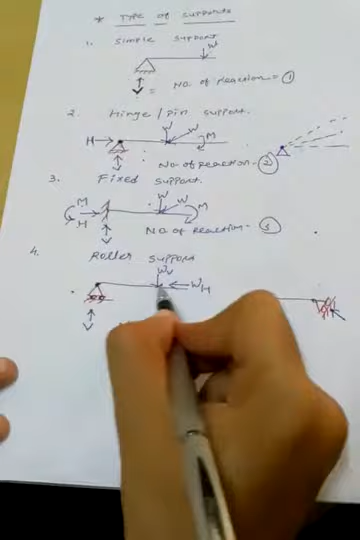 * TYPE OF SUPPORTS
1. Simple support
W
V = No. of Reaction = 1
2. Hinge / Pin support.
H W W M
V No. of Reaction - 2
3. Fixed support.
M H W W M
V No. of Reaction - 3
4. Roller support
Wv WH
V